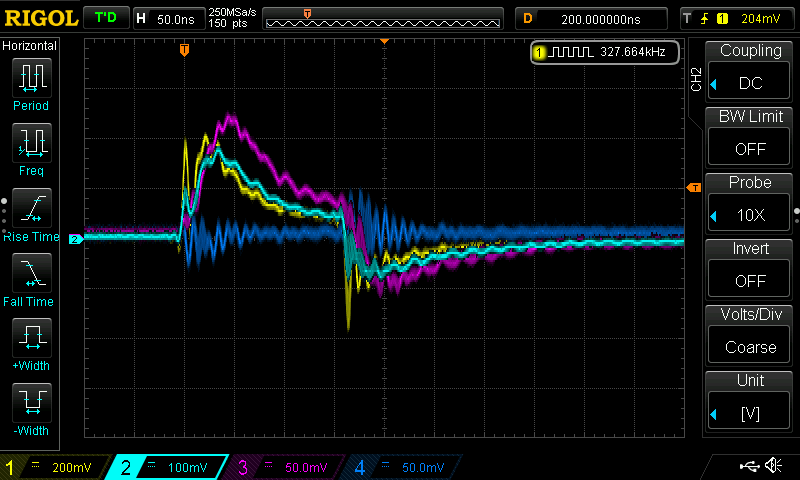 RIGOL T'D H 50.0ns 250MSa/s 150 pts D 200.000000ns T 1 204mV
Horizontal
1 327.664kHz
Period
Freq
Rise Time
Fall Time
+Width
-Width
T
T
T
2
CH2
Coupling
DC
BW Limit
OFF
Probe
10X
Invert
OFF
Volts/Div
Coarse
Unit
[V]
1 200mV 2 100mV 3 50.0mV 4 50.0mV